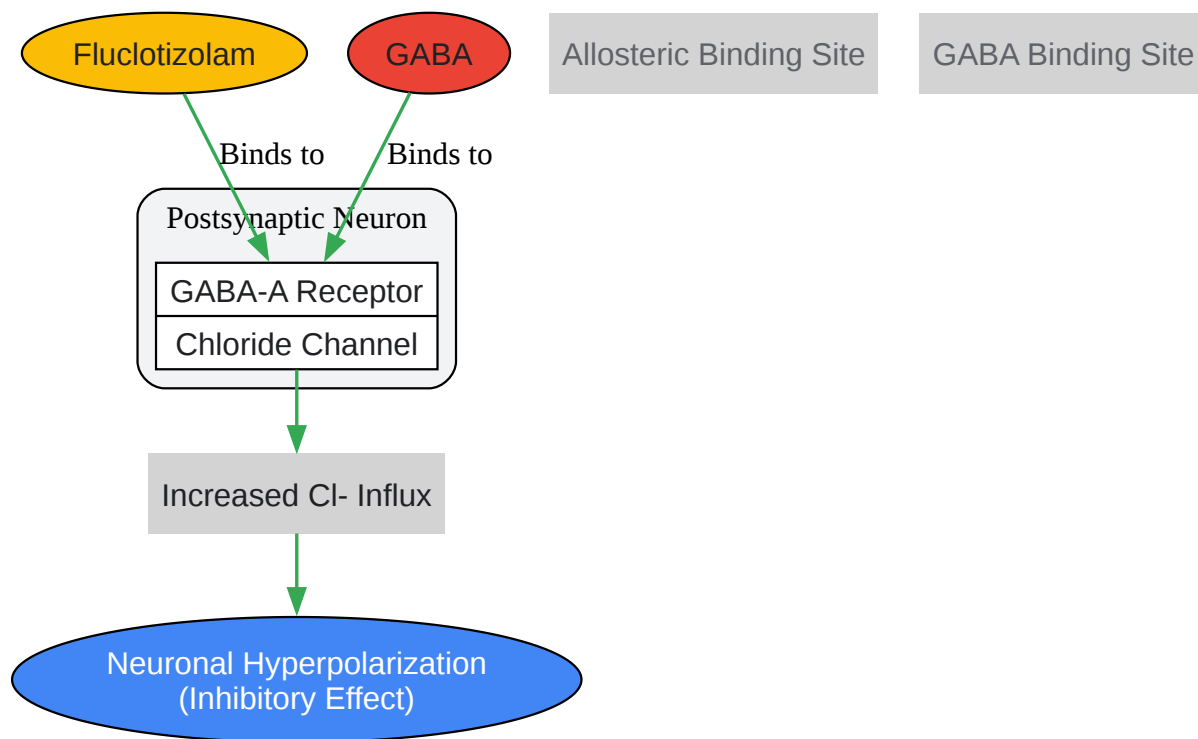 Fluclotizolam
GABA
Allosteric Binding Site
GABA Binding Site
Binds to
Binds to
Postsynaptic Neuron
GABA-A Receptor
Chloride Channel
Increased Cl- Influx
Neuronal Hyperpolarization
(Inhibitory Effect)